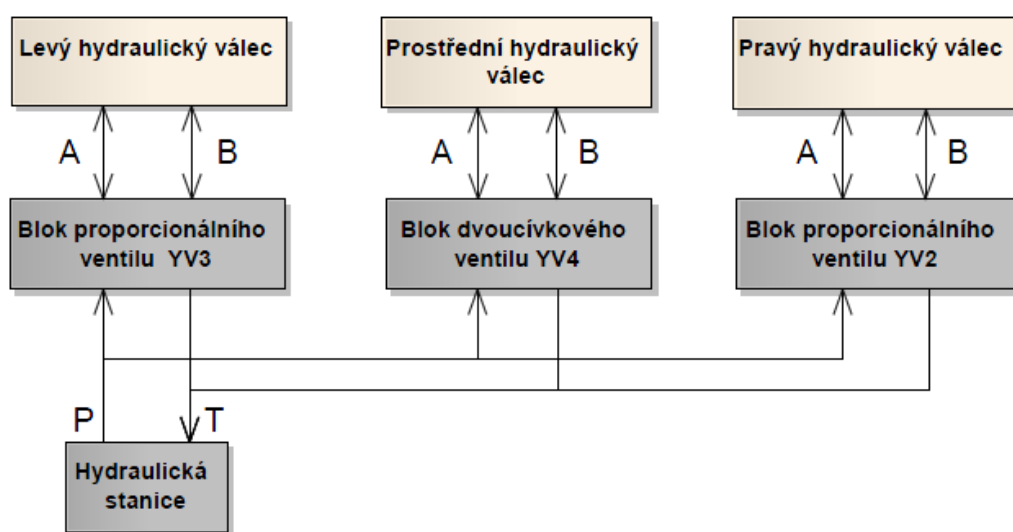 Levý hydraulický válec
Prostřední hydraulický
válec
Pravý hydraulický válec
A
B
A
B
A
B
Blok proporcionálního
ventilu YV3
Blok dvoucívkového
ventilu YV4
Blok proporcionálního
ventilu YV2
P
T
Hydraulická
stanice